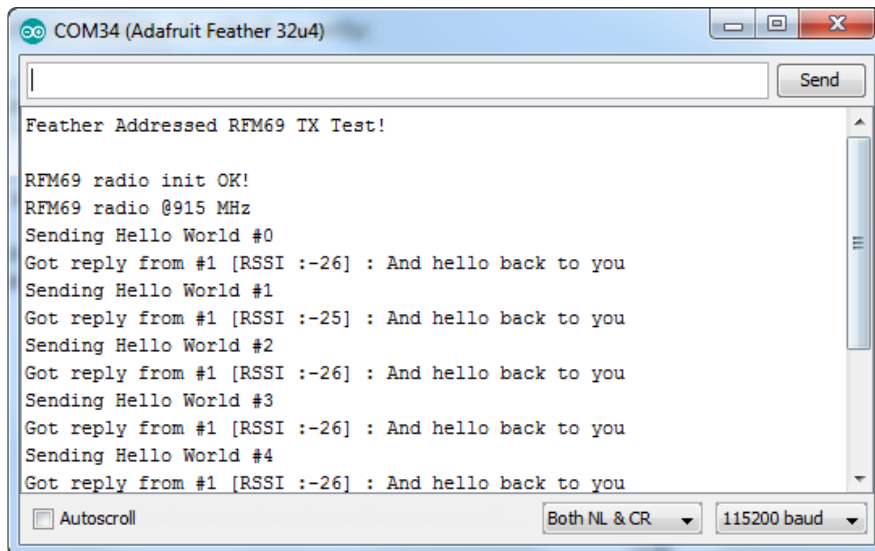 COM34 (Adafruit Feather 32u4)
Send
Feather Addressed RFM69 TX Test!
RFM69 radio init OK!
RFM69 radio @915 MHz
Sending Hello World #0
Got reply from #1 [RSSI :-26] : And hello back to you
Sending Hello World #1
Got reply from #1 [RSSI :-25] : And hello back to you
Sending Hello World #2
Got reply from #1 [RSSI :-26] : And hello back to you
Sending Hello World #3
Got reply from #1 [RSSI :-26] : And hello back to you
Sending Hello World #4
Got reply from #1 [RSSI :-26] : And hello back to you
Autoscroll Both NL & CR 115200 baud